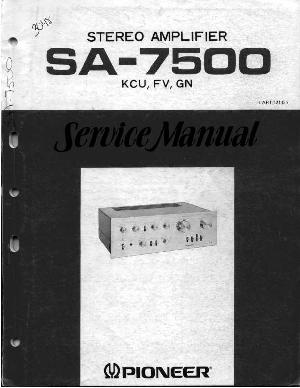 STEREO AMPLIFIER
SA-7500
KCU, FV, GN
Service Manual
PIONEER